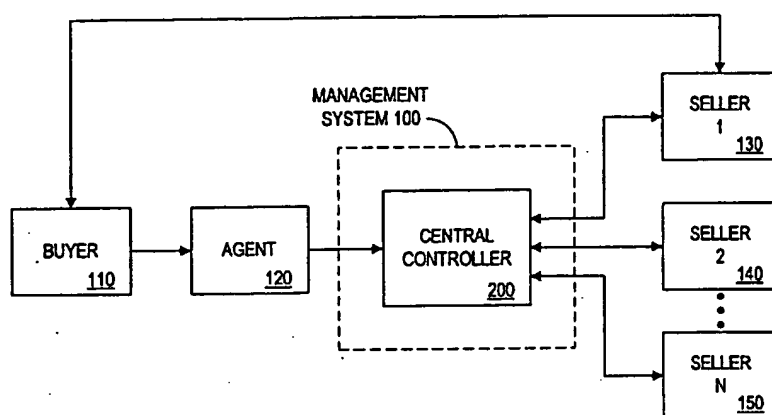 MANAGEMENT
SYSTEM 100
SELLER
1
130
BUYER
110
AGENT
120
CENTRAL
CONTROLLER
200
SELLER
2
140
SELLER
N
150